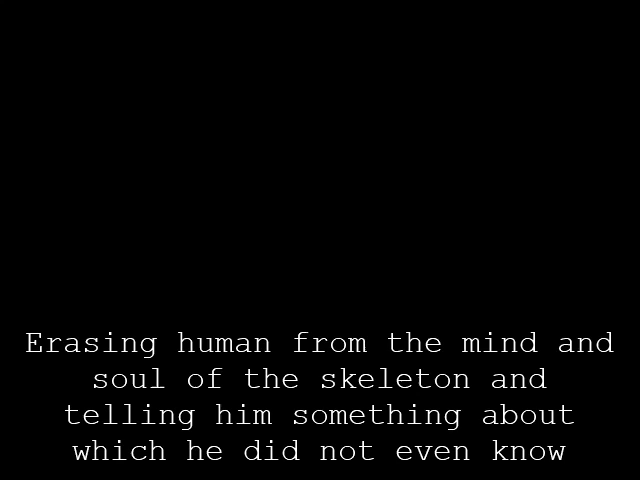 Erasing human from the mind and
soul of the skeleton and
telling him something about
which he did not even know